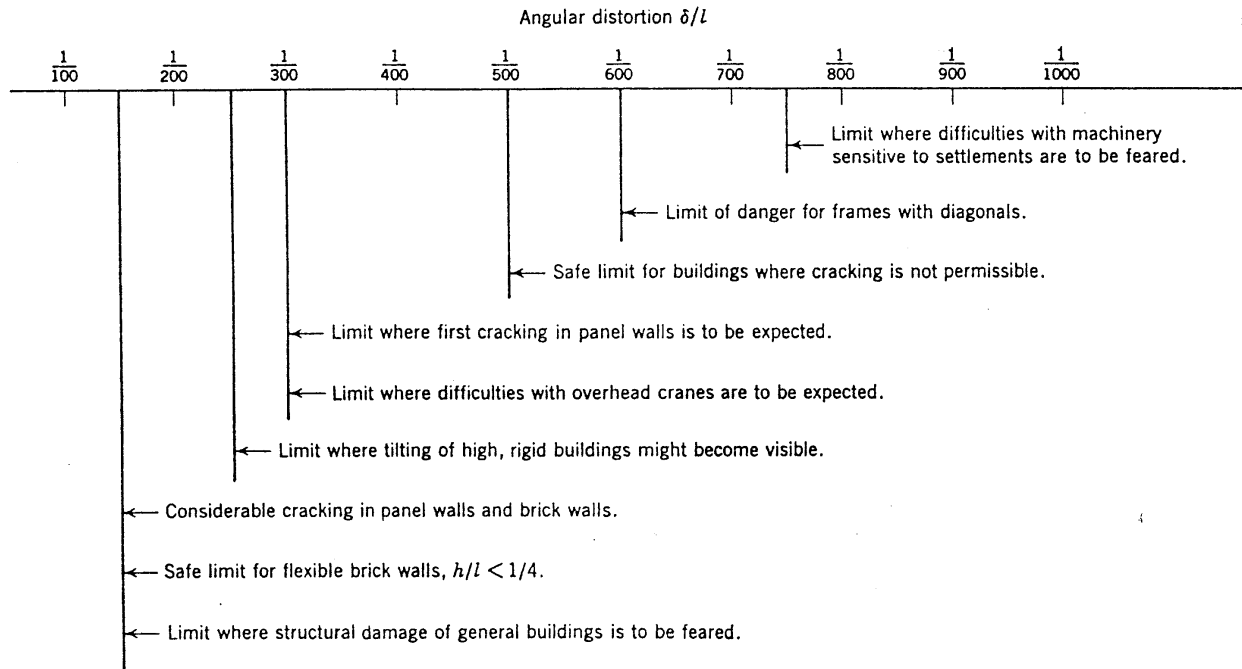 Angular distortion δ/l
1/100 1/200 1/300 1/400 1/500 1/600 1/700 1/800 1/900 1/1000
Limit where difficulties with machinery
sensitive to settlements are to be feared.
Limit of danger for frames with diagonals.
Safe limit for buildings where cracking is not permissible.
Limit where first cracking in panel walls is to be expected.
Limit where difficulties with overhead cranes are to be expected.
Limit where tilting of high, rigid buildings might become visible.
Considerable cracking in panel walls and brick walls.
Safe limit for flexible brick walls, h/l < 1/4.
Limit where structural damage of general buildings is to be feared.